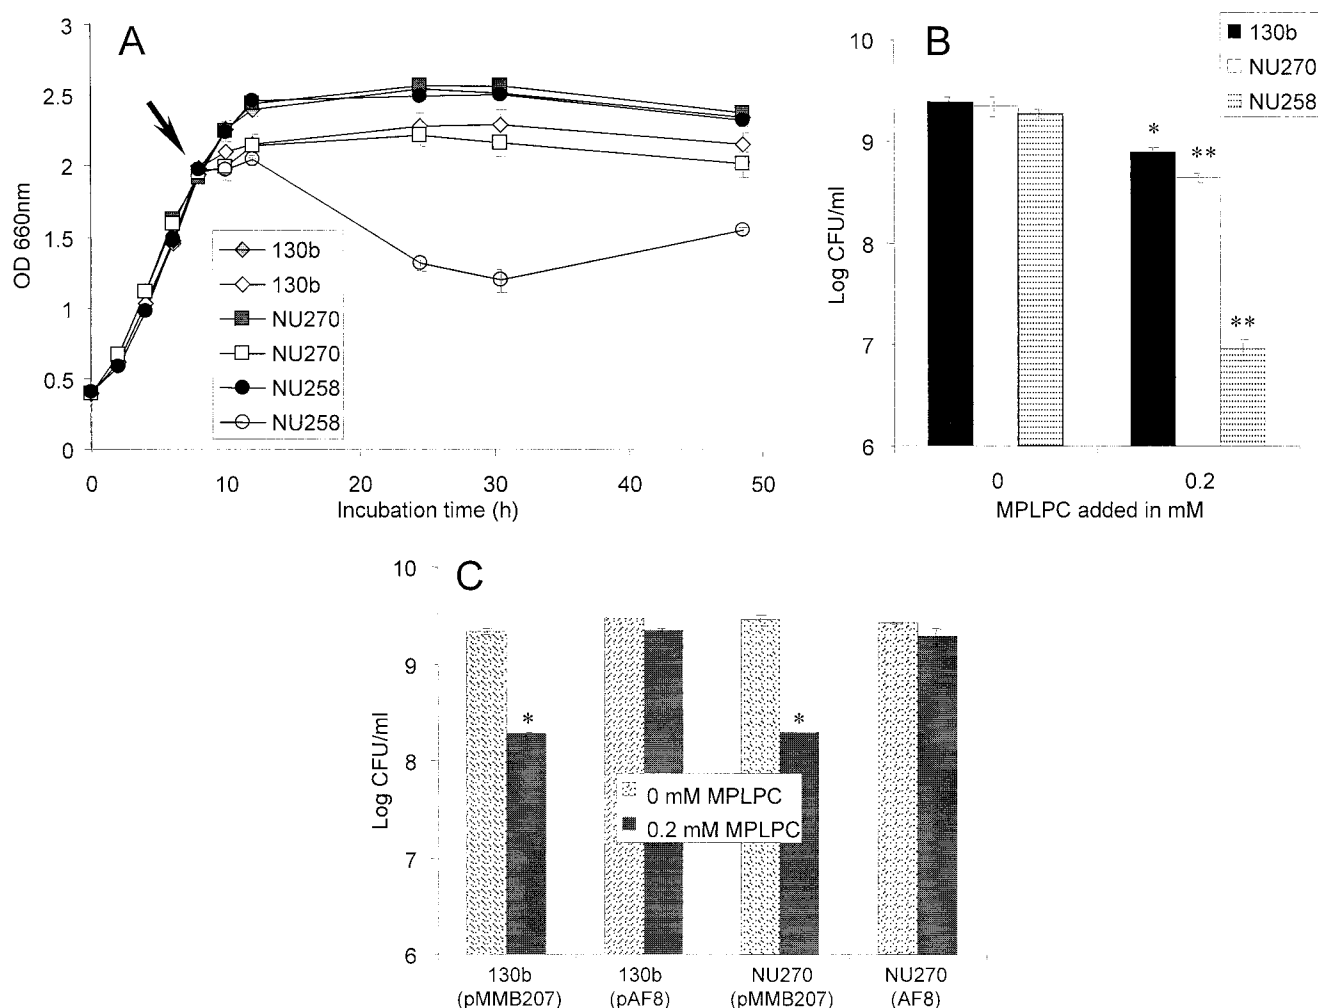 A
OD 660nm
3
2.5
2
1.5
1
0.5
0
0 10 20 30 40 50
Incubation time (h)
130b
130b
NU270
NU270
NU258
NU258
B
Log CFU/ml
10
9
8
7
6
130b
NU270
NU258
*
**
**
0 0.2
MPLPC added in mM
C
Log CFU/ml
10
9
8
7
6
*
*
0 mM MPLPC
0.2 mM MPLPC
130b 130b NU270 NU270
(pMMB207) (pAF8) (pMMB207) (AF8)